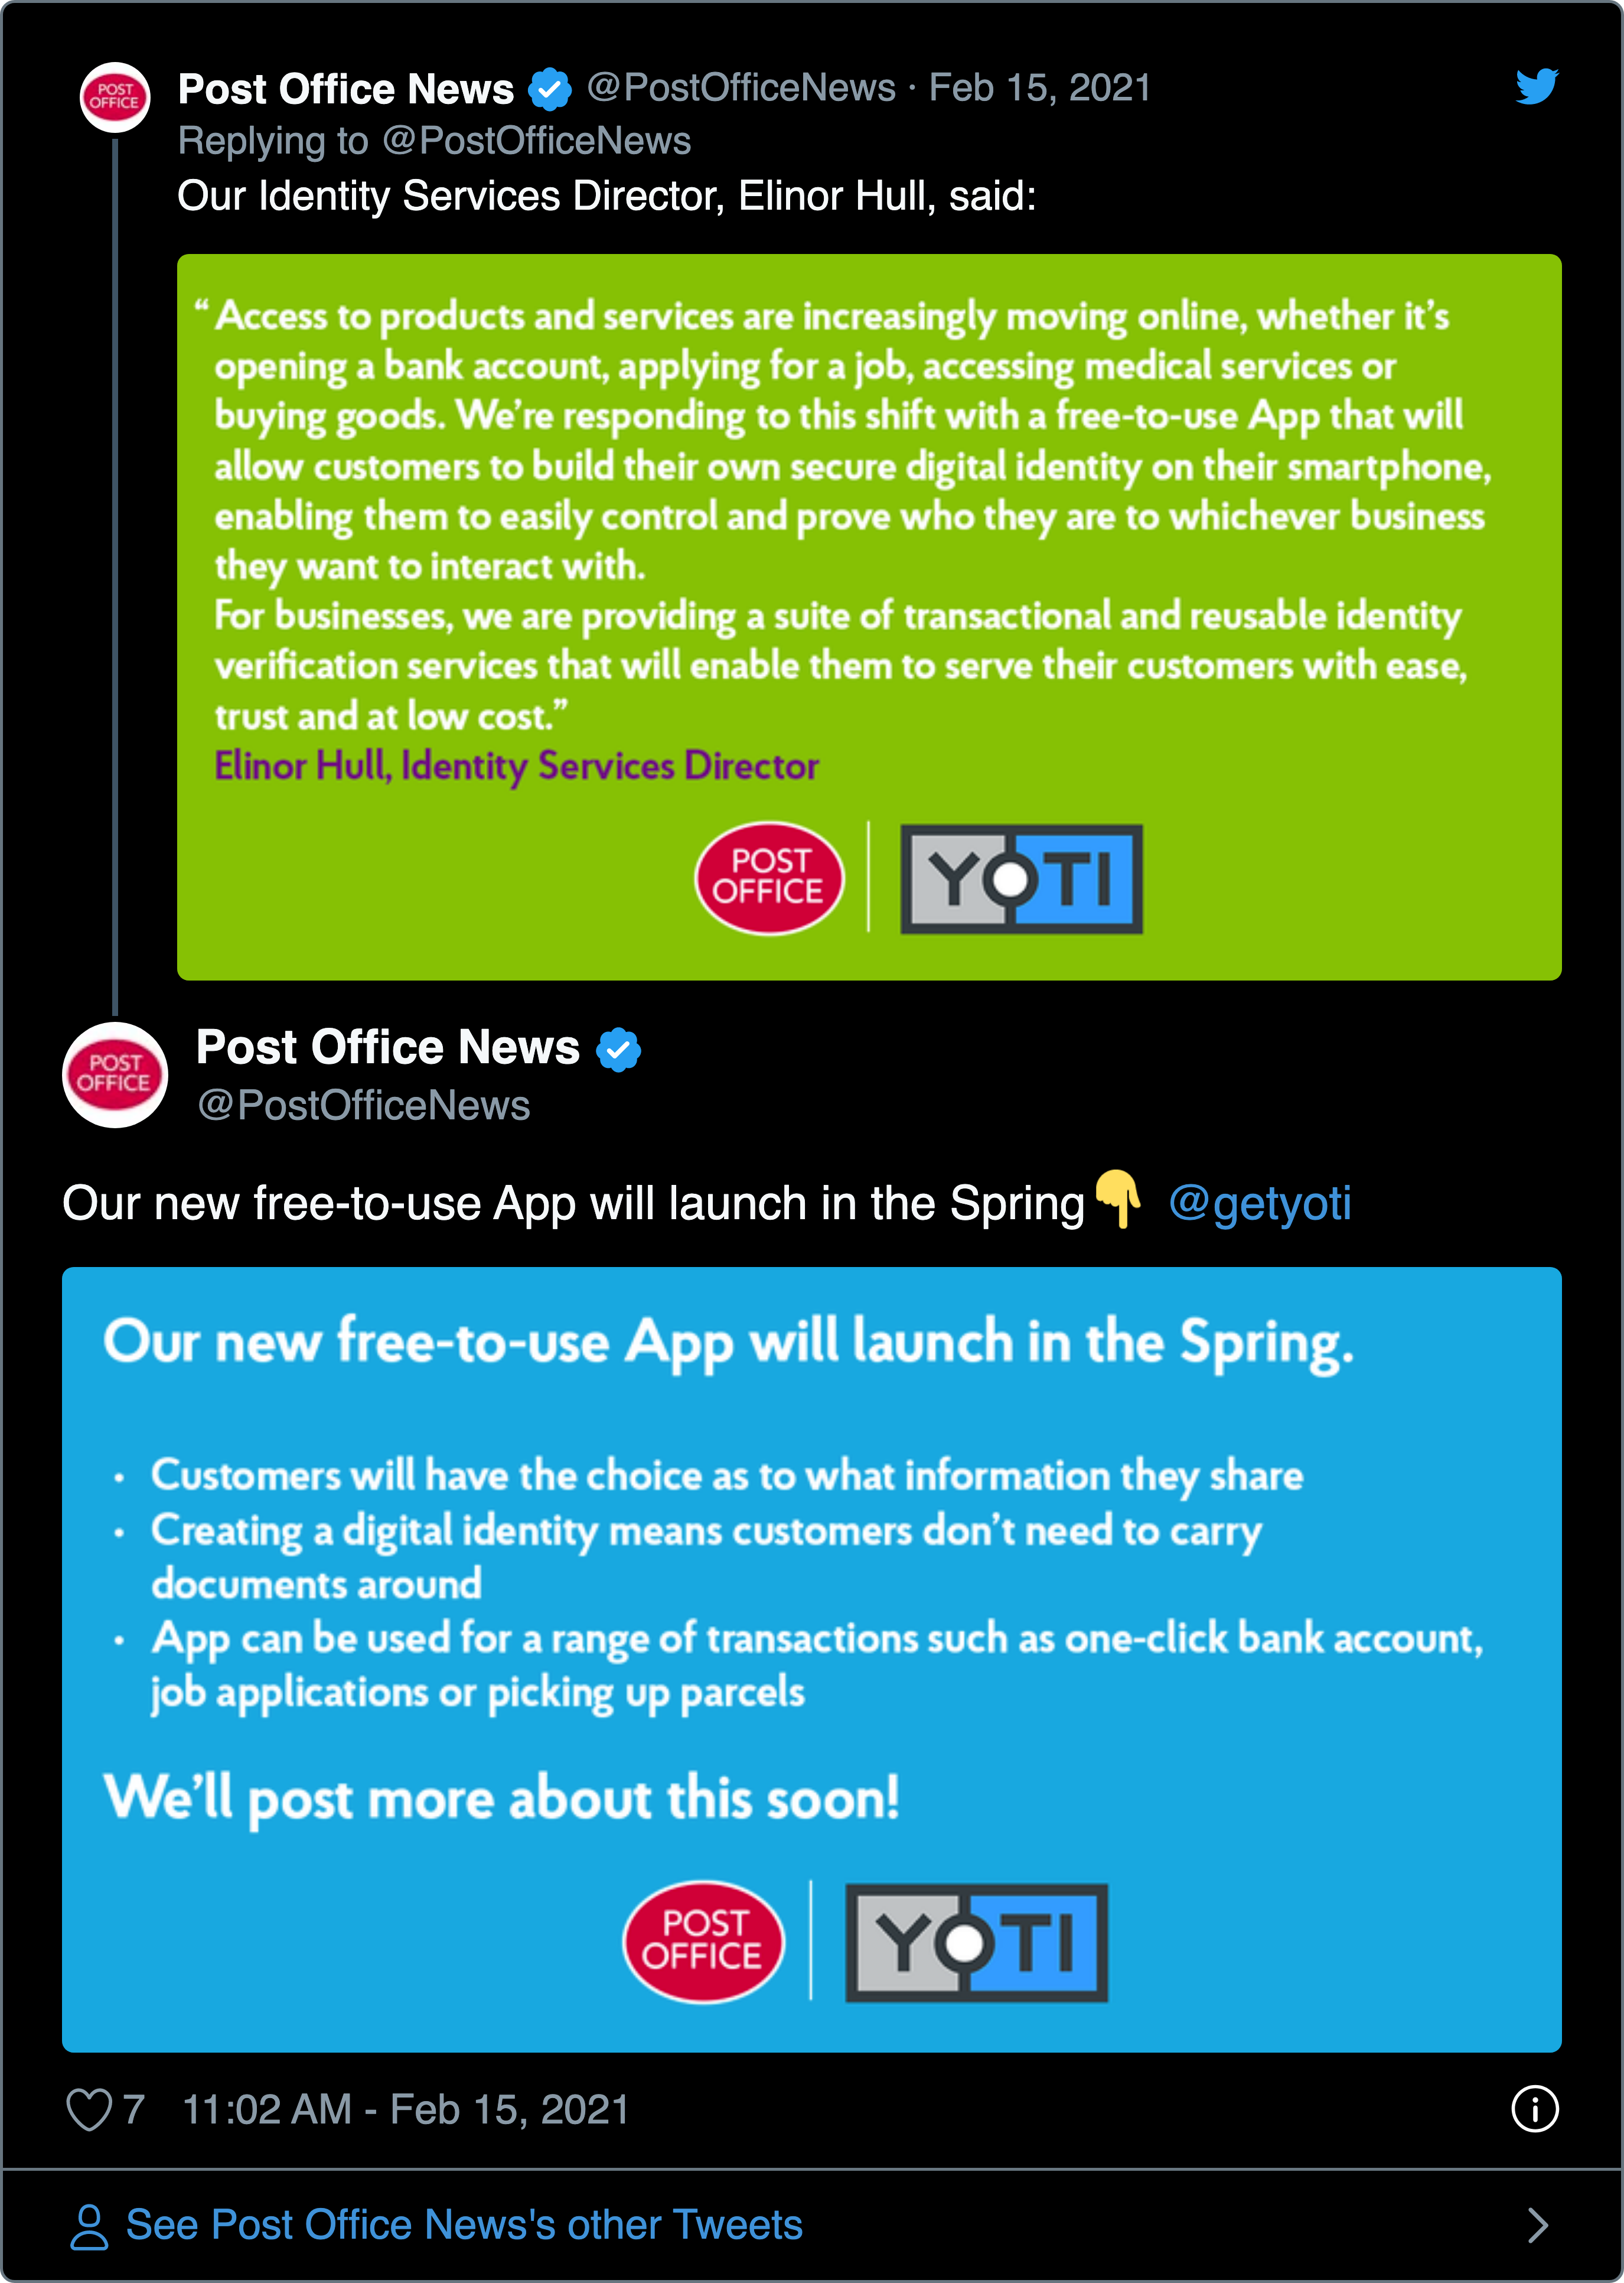 POST
OFFICE
Post Office News @PostOfficeNews · Feb 15, 2021
Replying to @PostOfficeNews
Our Identity Services Director, Elinor Hull, said:
“ Access to products and services are increasingly moving online, whether it’s
opening a bank account, applying for a job, accessing medical services or
buying goods. We’re responding to this shift with a free-to-use App that will
allow customers to build their own secure digital identity on their smartphone,
enabling them to easily control and prove who they are to whichever business
they want to interact with.
For businesses, we are providing a suite of transactional and reusable identity
verification services that will enable them to serve their customers with ease,
trust and at low cost.”
Elinor Hull, Identity Services Director
POST
OFFICE
YOTI
POST
OFFICE
Post Office News
@PostOfficeNews
Our new free-to-use App will launch in the Spring👇 @getyoti
Our new free-to-use App will launch in the Spring.
• Customers will have the choice as to what information they share
• Creating a digital identity means customers don’t need to carry
documents around
• App can be used for a range of transactions such as one-click bank account,
job applications or picking up parcels
We’ll post more about this soon!
POST
OFFICE
YOTI
7 11:02 AM - Feb 15, 2021
See Post Office News's other Tweets